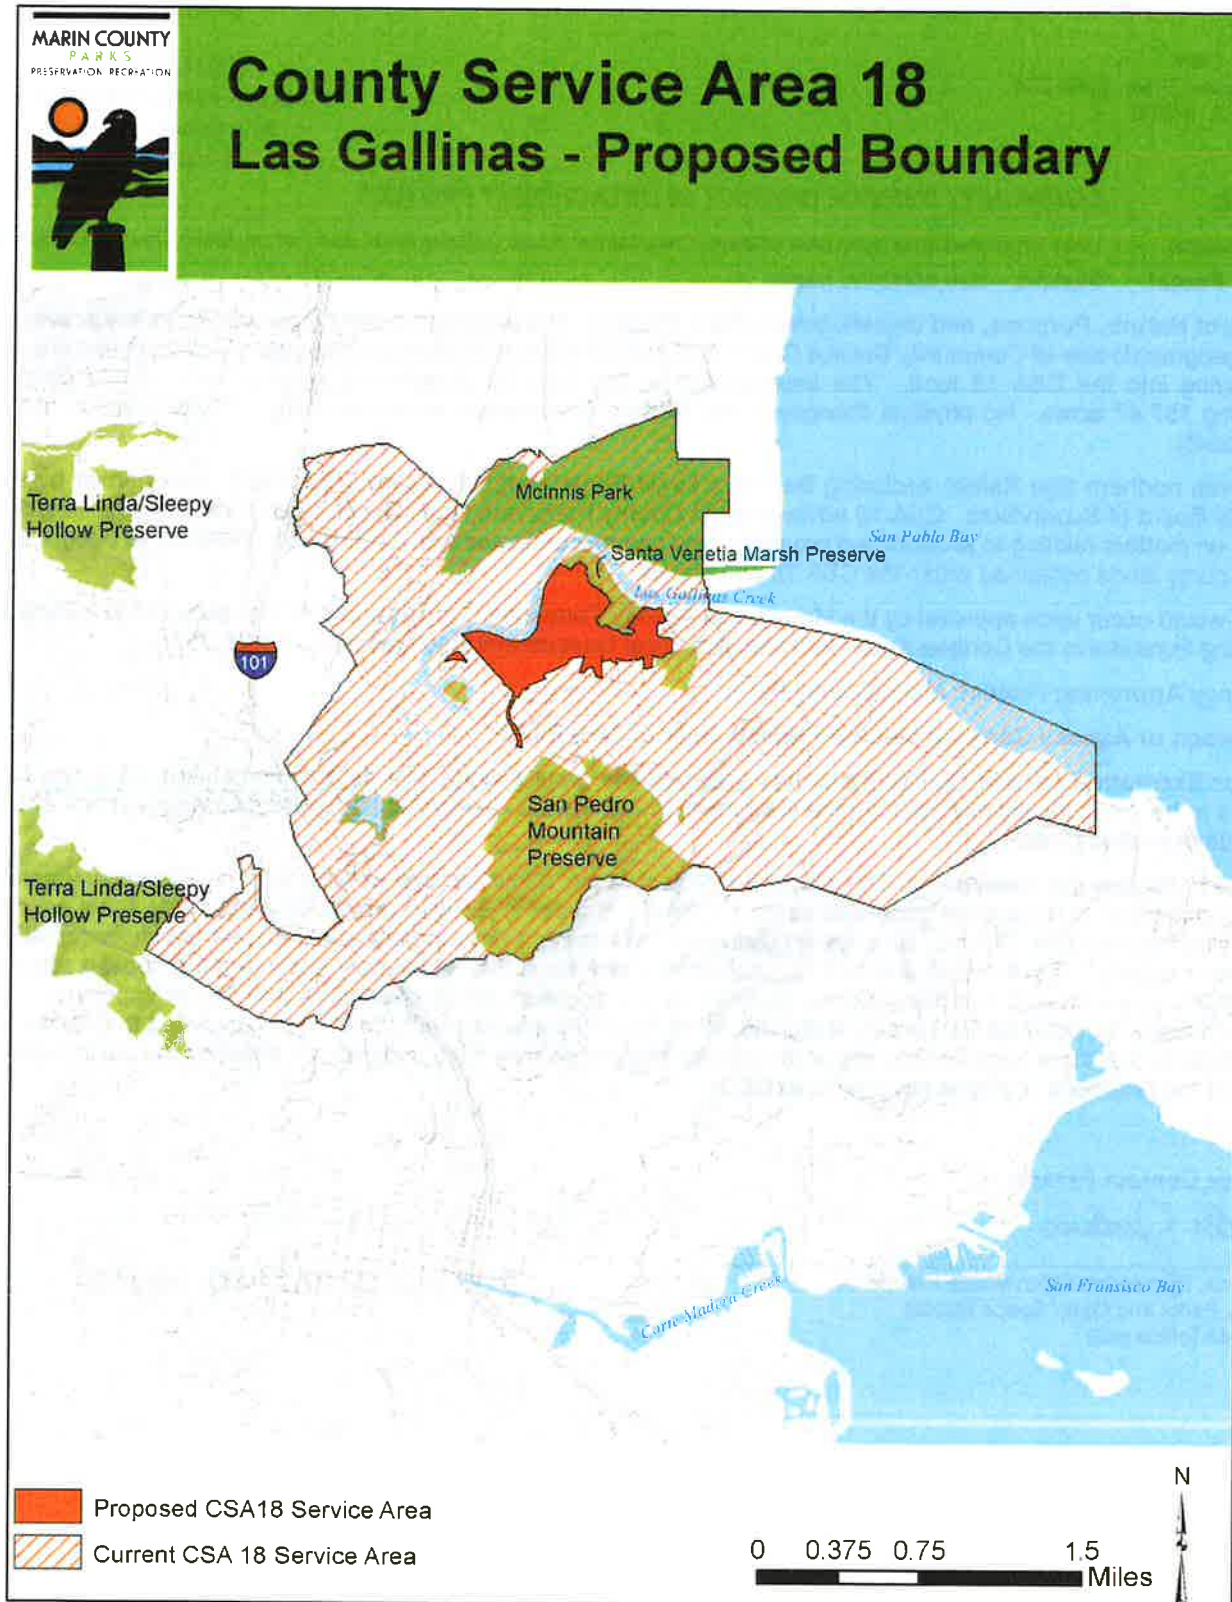 MARIN COUNTY
PARKS
PRESERVATION RECREATION
County Service Area 18
Las Gallinas - Proposed Boundary
McInnis Park
Terra Linda/Sleepy
Hollow Preserve
San Pablo Bay
Santa Venetia Marsh Preserve
Las Gallinas Creek
101
San Pedro
Mountain
Preserve
Terra Linda/Sleepy
Hollow Preserve
San Fransisco Bay
Corte Madera Creek
Proposed CSA18 Service Area
Current CSA 18 Service Area
N
0 0.375 0.75 1.5
Miles